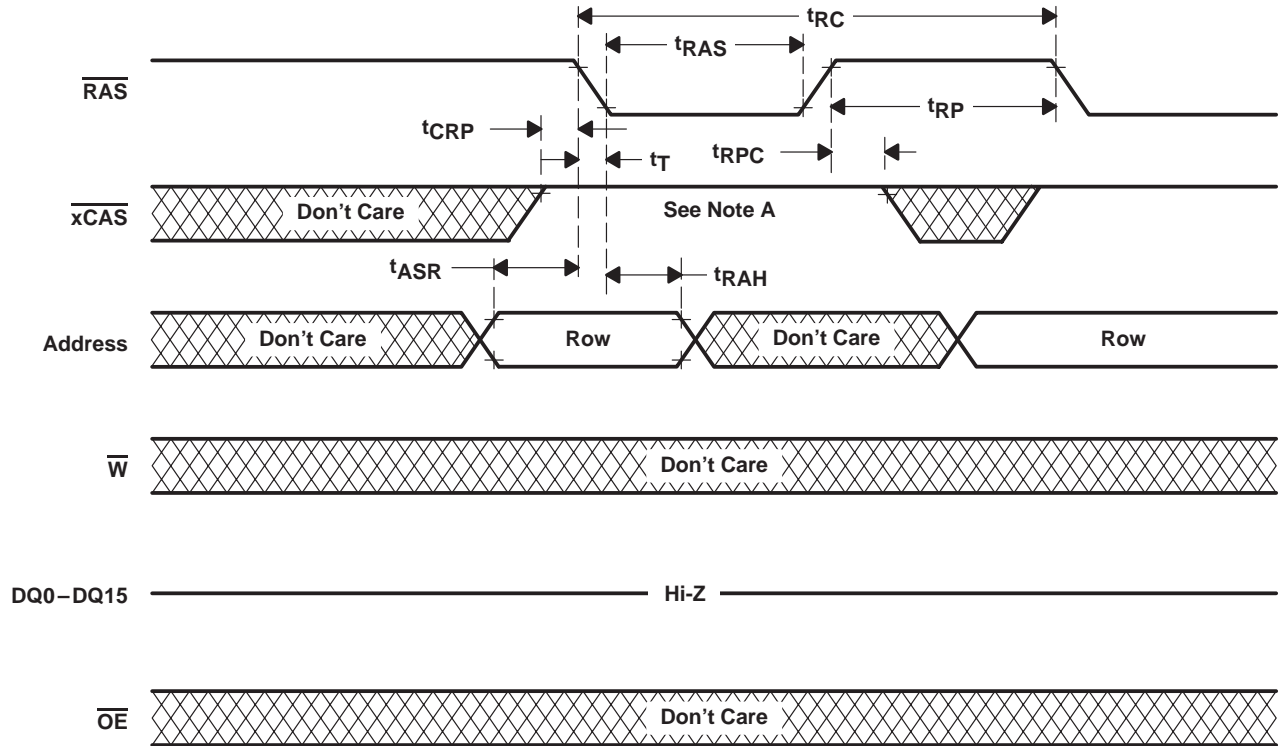 tRC
tRAS
RAS
tRP
tCRP
tT
tRPC
xCAS
Don't Care
See Note A
tASR
tRAH
Address
Don't Care
Row
Don't Care
Row
W
Don't Care
DQ0–DQ15
Hi-Z
OE
Don't Care